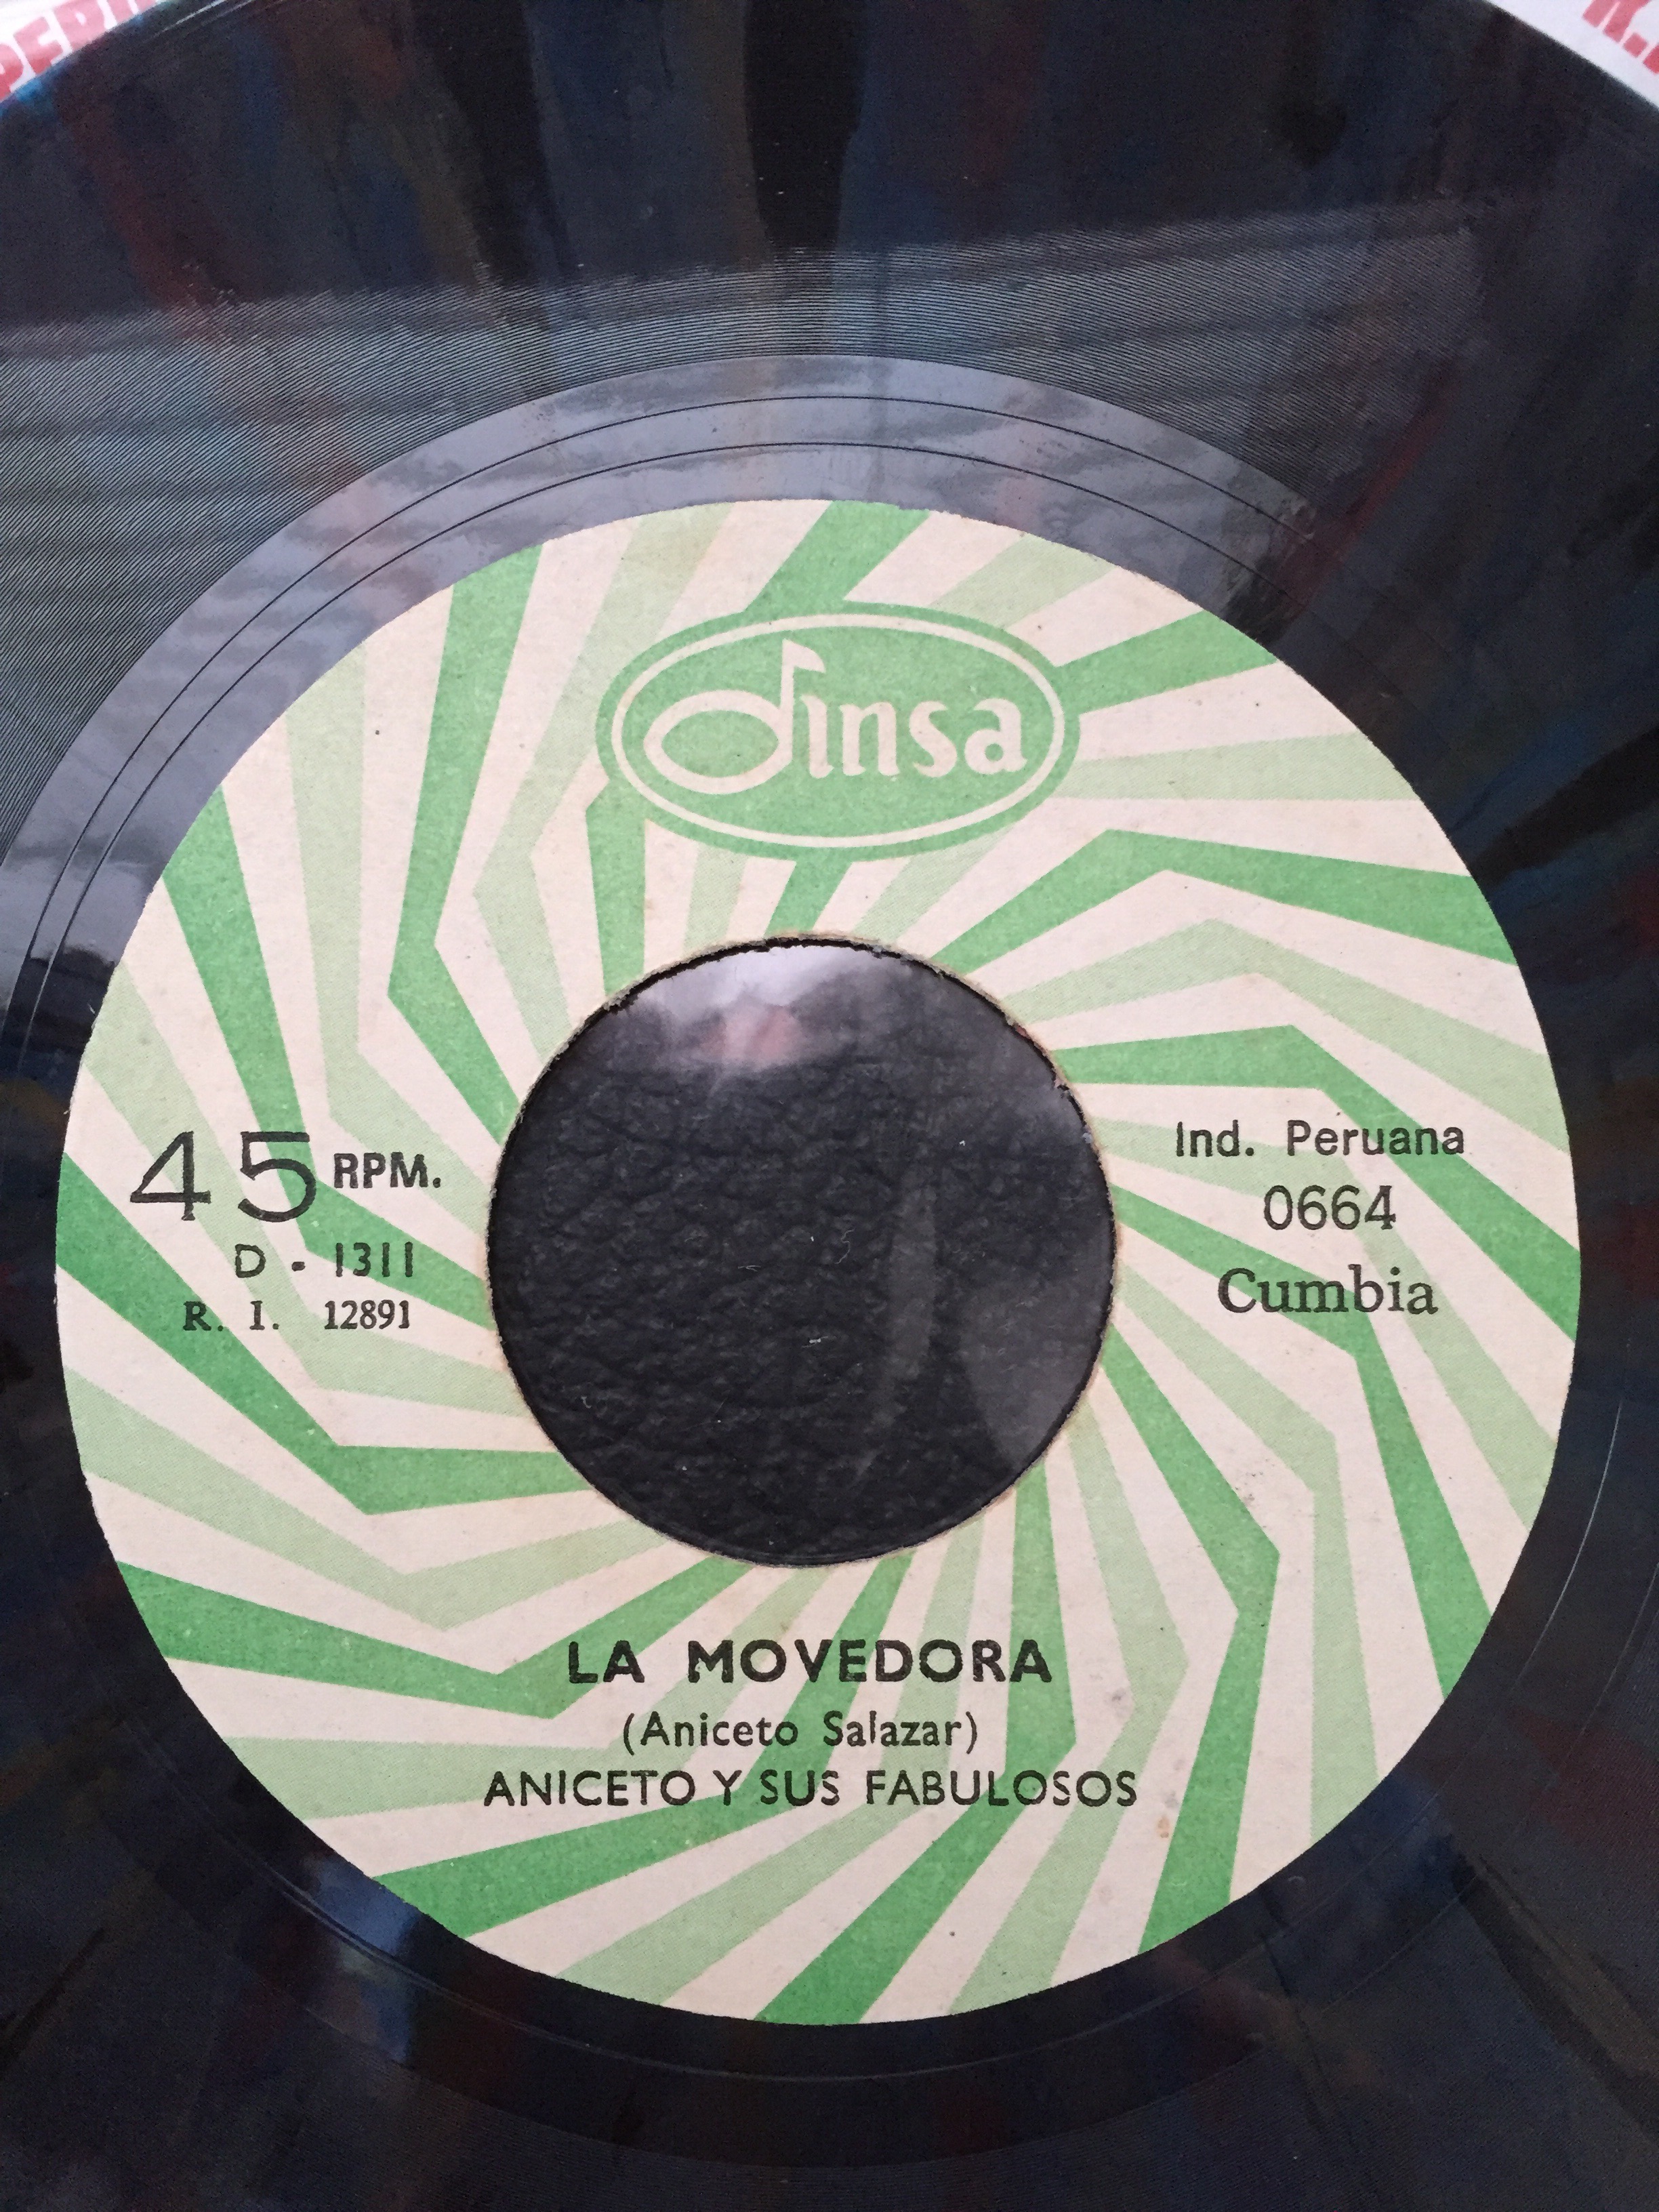 dinsa
45 RPM.
D - 1311
R. I. 12891
Ind. Peruana
0664
Cumbia
LA MOVEDORA
(Aniceto Salazar)
ANICETO Y SUS FABULOSOS